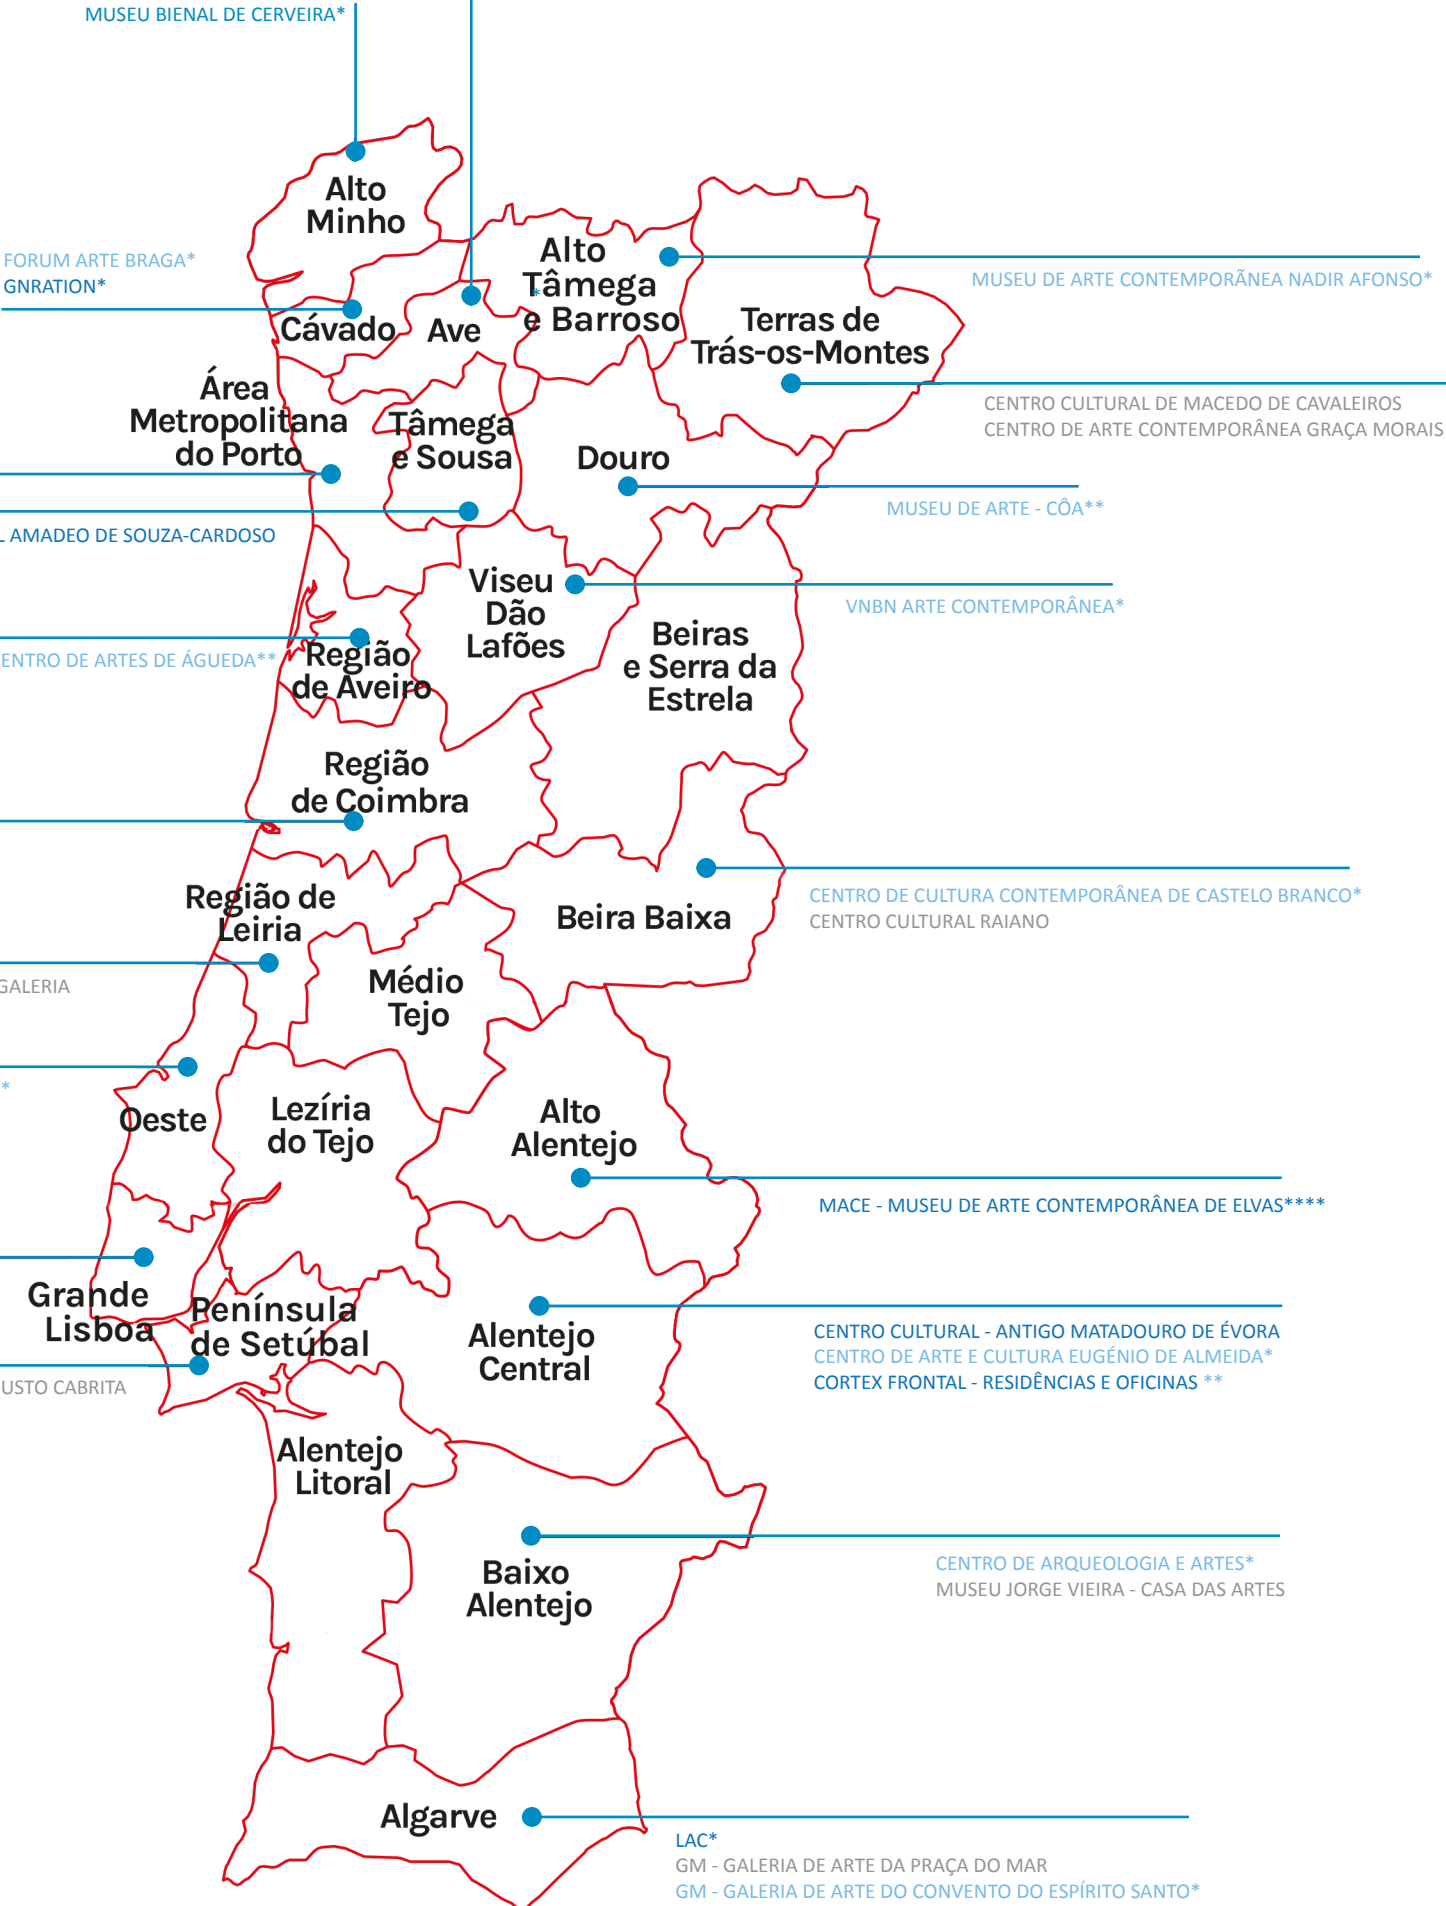 MUSEU BIENAL DE CERVEIRA*
Alto
Minho
FORUM ARTE BRAGA*
GNRATION*
Alto
Tâmega
*
e Barroso
MUSEU DE ARTE CONTEMPORÃNEA NADIR AFONSO*
Cávado
Ave
Terras de
Trás-os-Montes
CENTRO CULTURAL DE MACEDO DE CAVALEIROS
CENTRO DE ARTE CONTEMPORÂNEA GRAÇA MORAIS
Área
Metropolitana
do Porto
Tâmega
e Sousa
Douro
MUSEU DE ARTE - CÔA**
L AMADEO DE SOUZA-CARDOSO
Viseu
Dão
Lafões
VNBN ARTE CONTEMPORÂNEA*
Beiras
e Serra da
Estrela
ENTRO DE ARTES DE ÁGUEDA**
Região
de Aveiro
Região
de Coimbra
CENTRO DE CULTURA CONTEMPORÂNEA DE CASTELO BRANCO*
CENTRO CULTURAL RAIANO
Região de
Leiria
Beira Baixa
GALERIA
Médio
Tejo
*
Oeste
Lezíria
do Tejo
Alto
Alentejo
MACE - MUSEU DE ARTE CONTEMPORÂNEA DE ELVAS****
Grande
Lisboa
Península
de Setúbal
USTO CABRITA
Alentejo
Central
CENTRO CULTURAL - ANTIGO MATADOURO DE ÉVORA
CENTRO DE ARTE E CULTURA EUGÉNIO DE ALMEIDA*
CORTEX FRONTAL - RESIDÊNCIAS E OFICINAS **
Alentejo
Litoral
Baixo
Alentejo
CENTRO DE ARQUEOLOGIA E ARTES*
MUSEU JORGE VIEIRA - CASA DAS ARTES
Algarve
LAC*
GM - GALERIA DE ARTE DA PRAÇA DO MAR
GM - GALERIA DE ARTE DO CONVENTO DO ESPÍRITO SANTO*